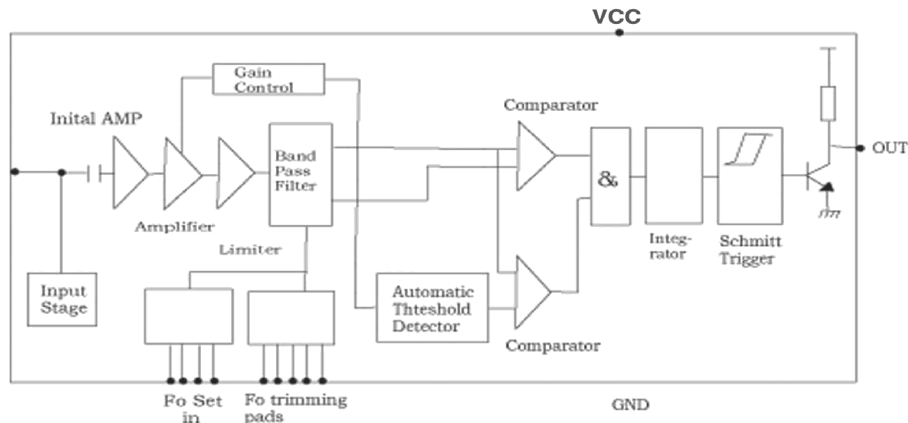 VCC
Gain
Control
Inital AMP
Comparator
Band
Pass
Filter
OUT
&
Amplifier
Limiter
Integ-
rator
Schmitt
Trigger
Input
Stage
Automatic
Thteshold
Detector
Comparator
Fo Set
in
Fo trimming
pads
GND